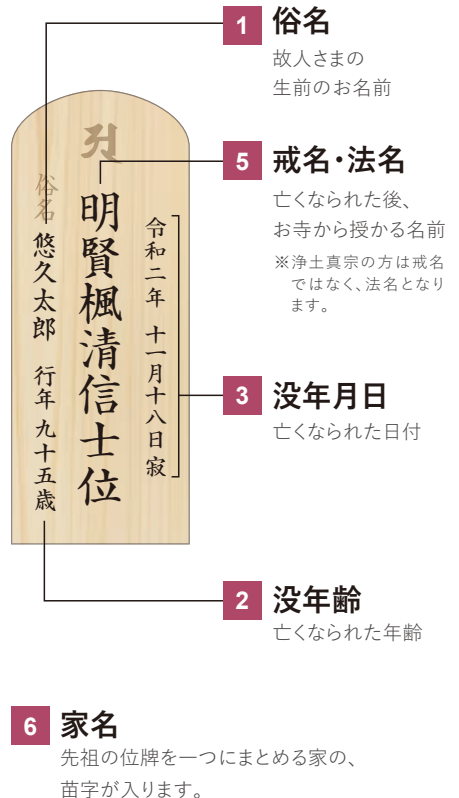 1 俗名
故人さまの
生前のお名前
5 戒名・法名
亡くなられた後、
お寺から授かる名前
※浄土真宗の方は戒名
ではなく、法名となり
ます。
3 没年月日
亡くなられた日付
2 没年齢
亡くなられた年齢
令和二年 十一月十八日 寂
明賢楓清信士位
俗名 悠久太郎 行年 九十五歳
6 家名
先祖の位牌を一つにまとめる家の、
苗字が入ります。